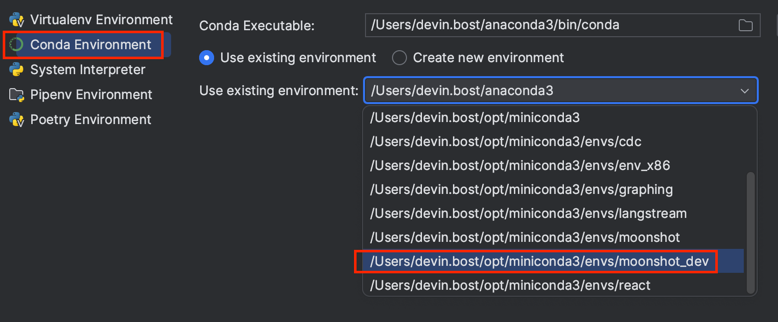 Virtualenv Environment
Conda Environment
System Interpreter
Pipenv Environment
Poetry Environment
Conda Executable: /Users/devin.bost/anaconda3/bin/conda
Use existing environment Create new environment
Use existing environment: /Users/devin.bost/anaconda3
/Users/devin.bost/opt/miniconda3
/Users/devin.bost/opt/miniconda3/envs/cdc
/Users/devin.bost/opt/miniconda3/envs/env_x86
/Users/devin.bost/opt/miniconda3/envs/graphing
/Users/devin.bost/opt/miniconda3/envs/langstream
/Users/devin.bost/opt/miniconda3/envs/moonshot
/Users/devin.bost/opt/miniconda3/envs/moonshot_dev
/Users/devin.bost/opt/miniconda3/envs/react